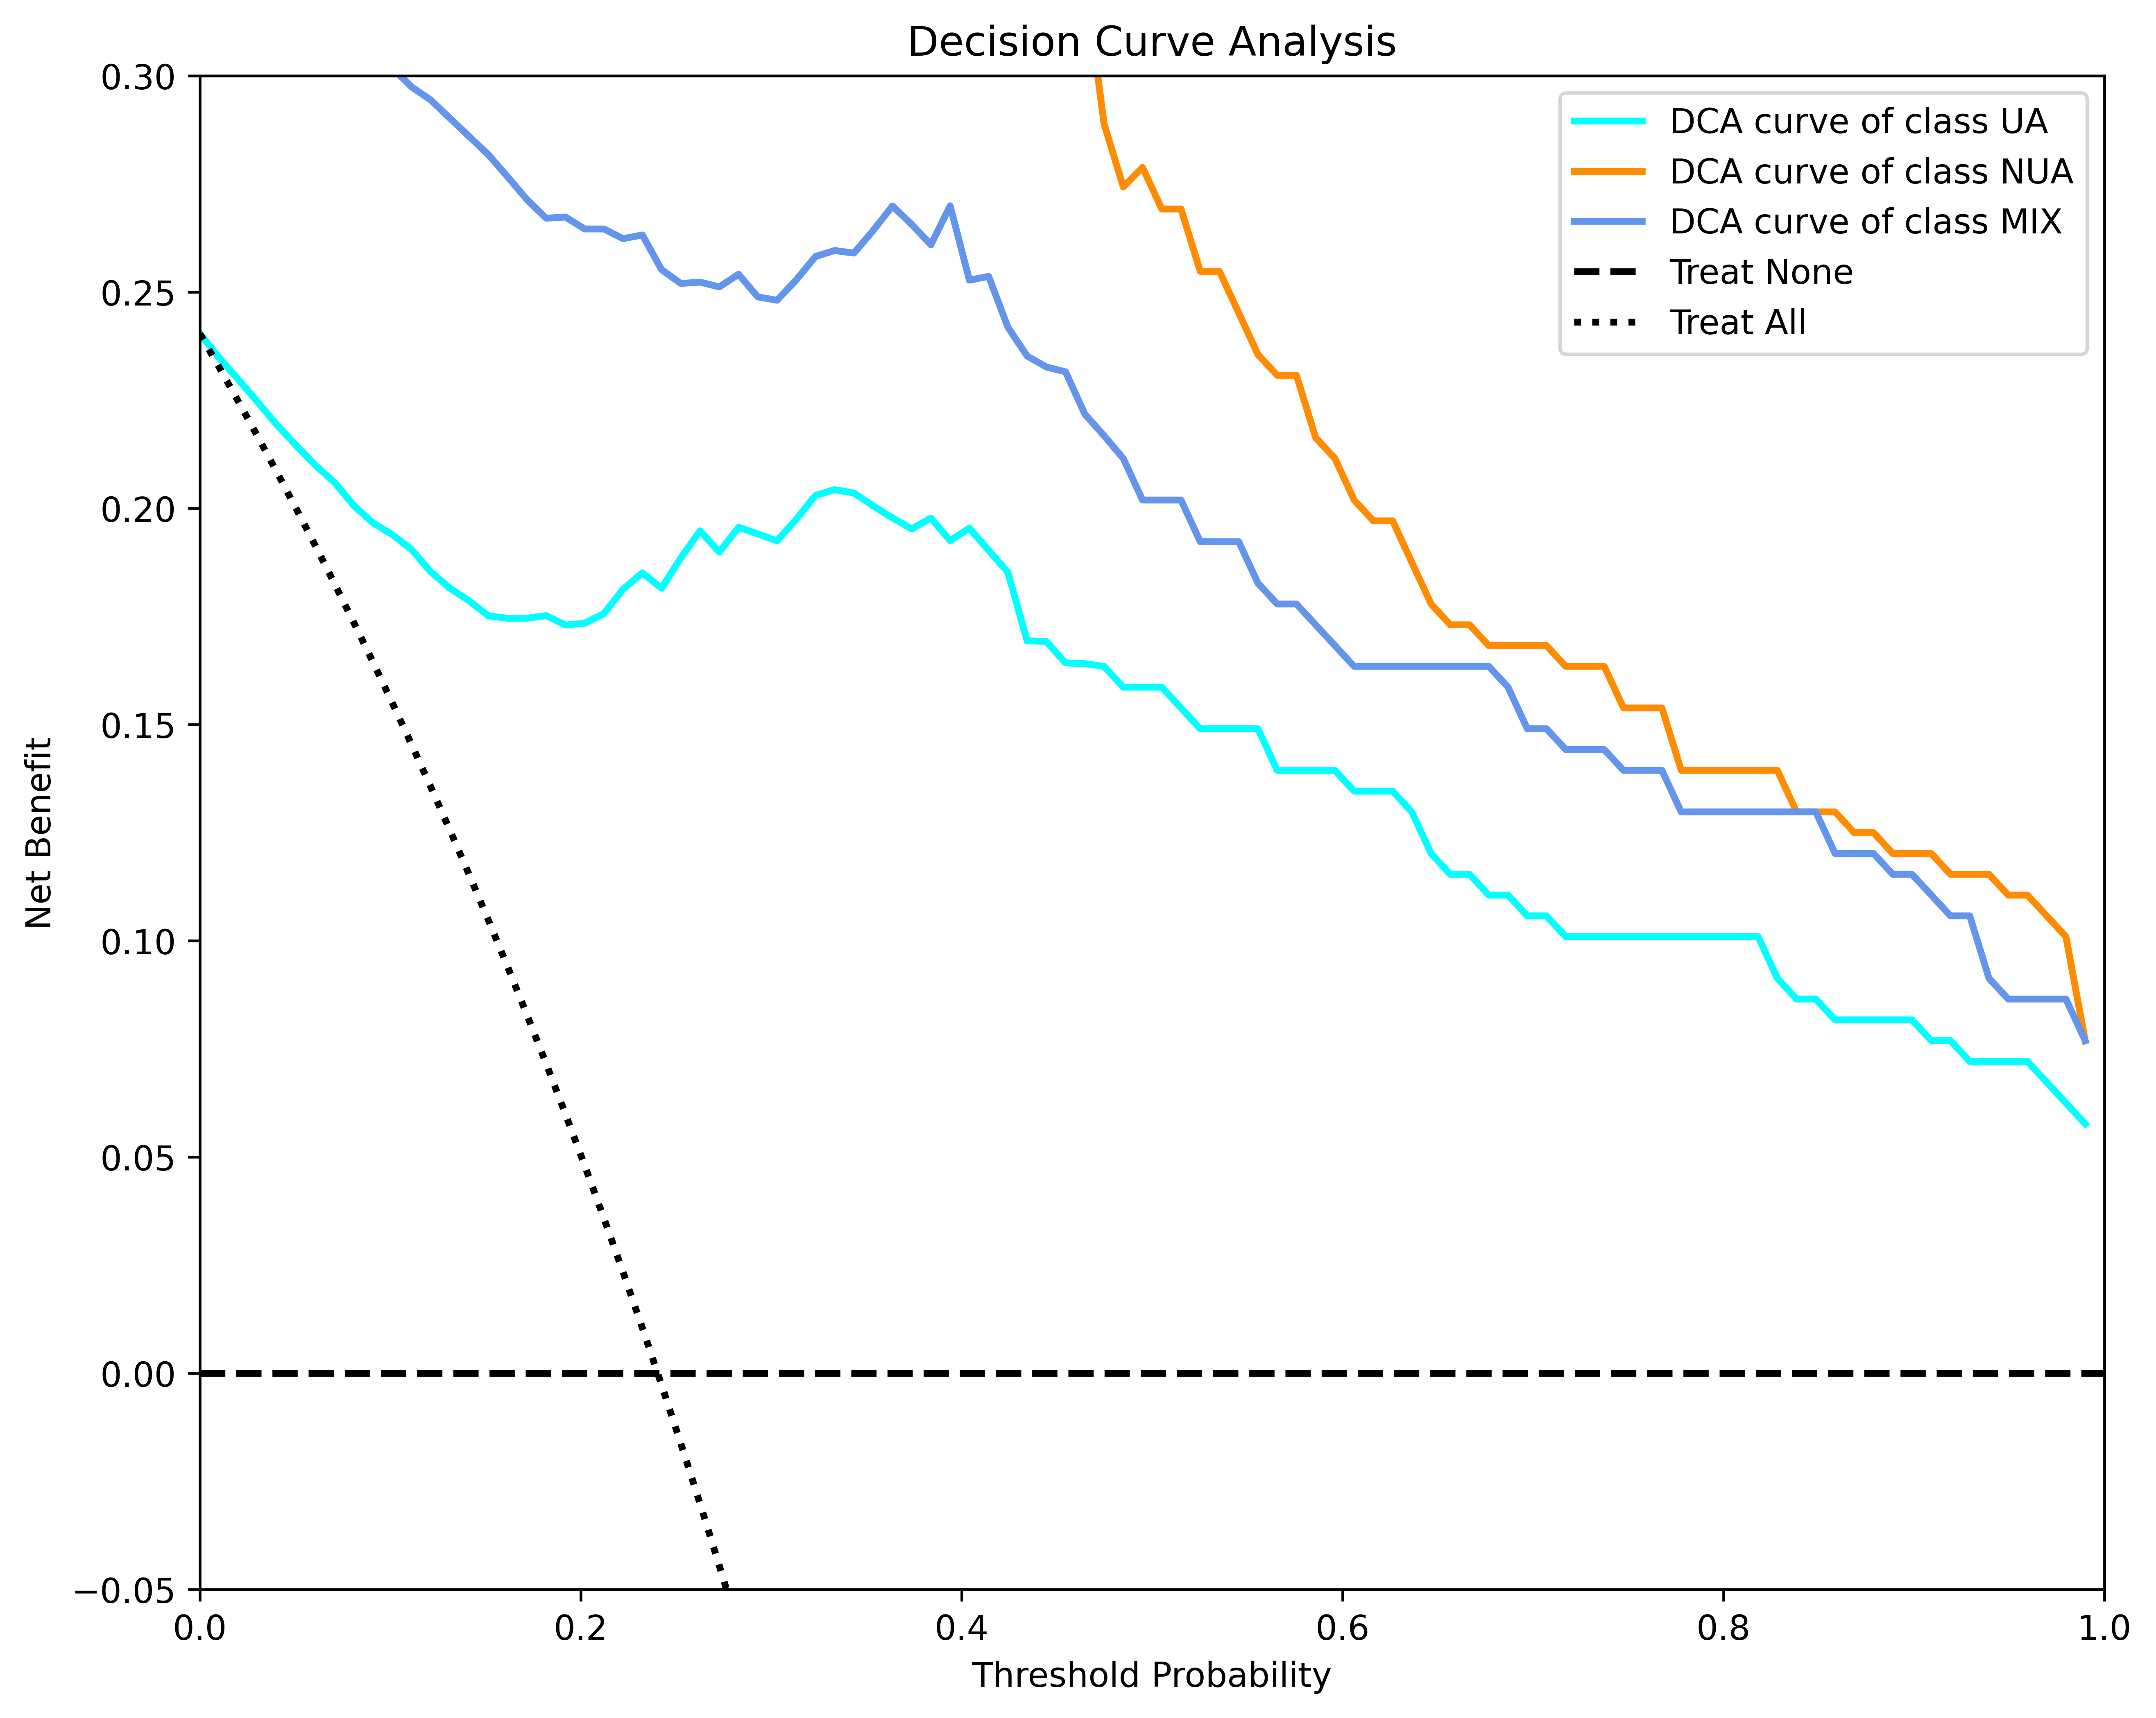 Decision Curve Analysis
0.30
0.25
0.20
0.15
0.10
0.05
0.00
−0.05
Net Benefit
DCA curve of class UA
DCA curve of class NUA
DCA curve of class MIX
Treat None
Treat All
0.0 0.2 0.4 0.6 0.8 1.0
Threshold Probability